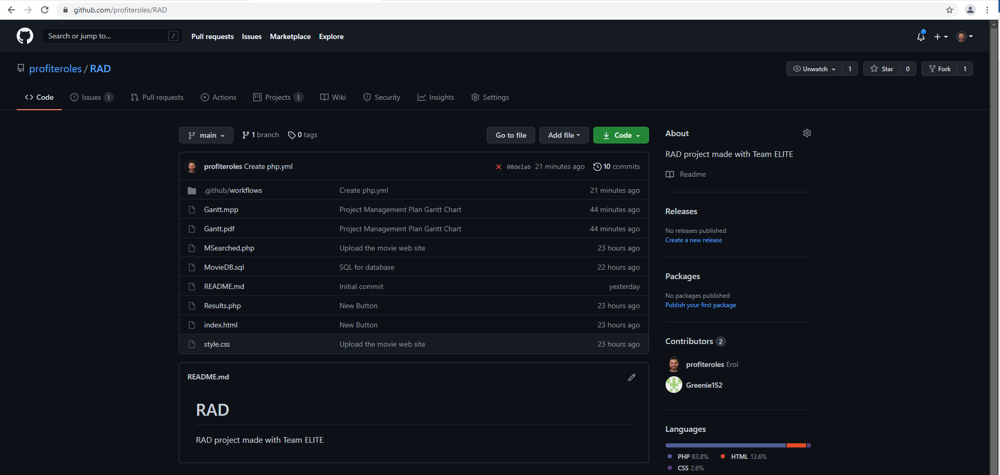 github.com/profiteroles/RAD
Search or jump to... /
Pull requests Issues Marketplace Explore
profiteroles / RAD
Unwatch 1 Star 0 Fork 1
Code Issues 1 Pull requests Actions Projects 1 Wiki Security Insights Settings
main 1 branch 0 tags Go to file Add file Code
profiteroles Create php.yml 00de1ab 21 minutes ago 10 commits
.github/workflows Create php.yml 21 minutes ago
Gantt.mpp Project Management Plan Gantt Chart 44 minutes ago
Gantt.pdf Project Management Plan Gantt Chart 44 minutes ago
MSearched.php Upload the movie web site 23 hours ago
MovieDB.sql SQL for database 22 hours ago
README.md Initial commit yesterday
Results.php New Button 23 hours ago
index.html New Button 23 hours ago
style.css Upload the movie web site 23 hours ago
README.md
RAD
RAD project made with Team ELITE
About
RAD project made with Team ELITE
Readme
Releases
No releases published
Create a new release
Packages
No packages published
Publish your first package
Contributors 2
profiteroles Erol
Greenie152
Languages
PHP 83.8% HTML 13.6%
CSS 2.6%